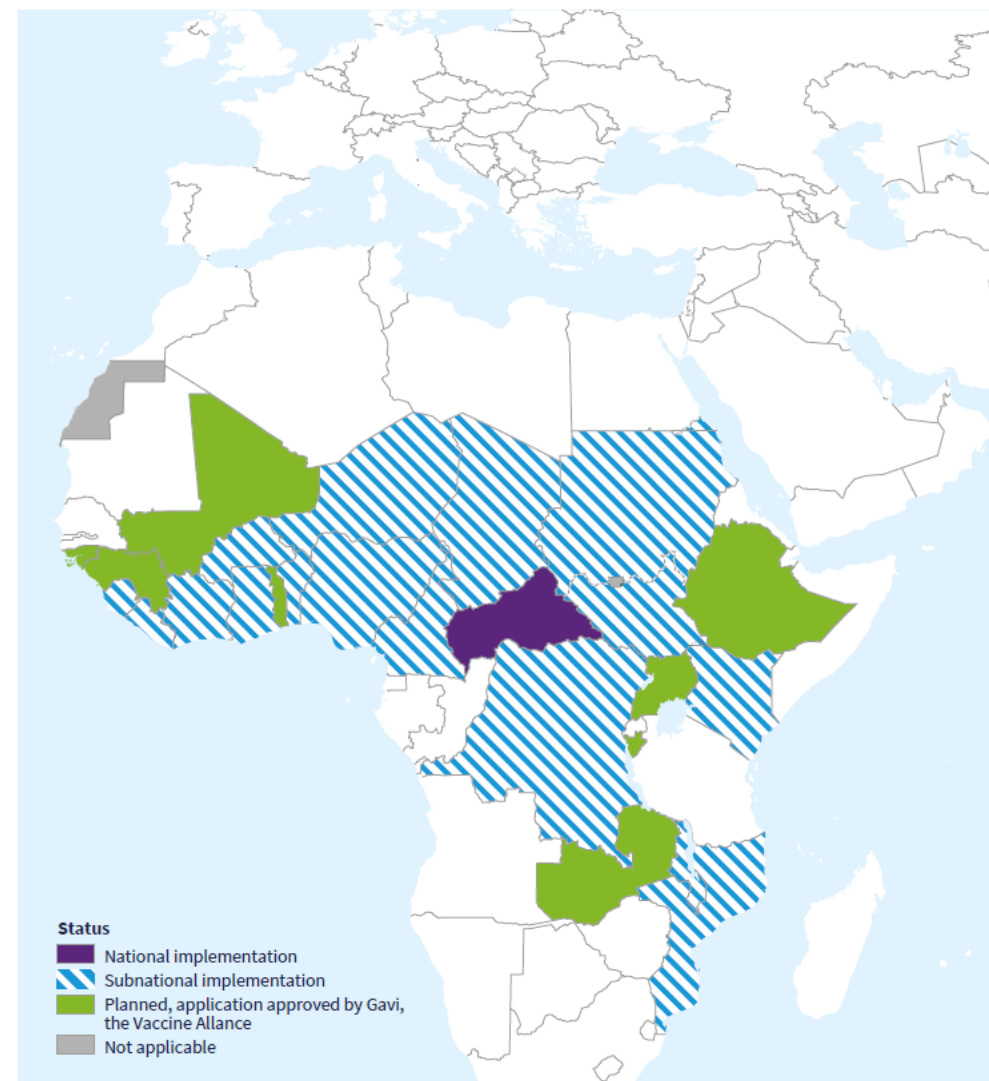 Status
National implementation
Subnational implementation
Planned, application approved by Gavi,
the Vaccine Allance
Not applicable